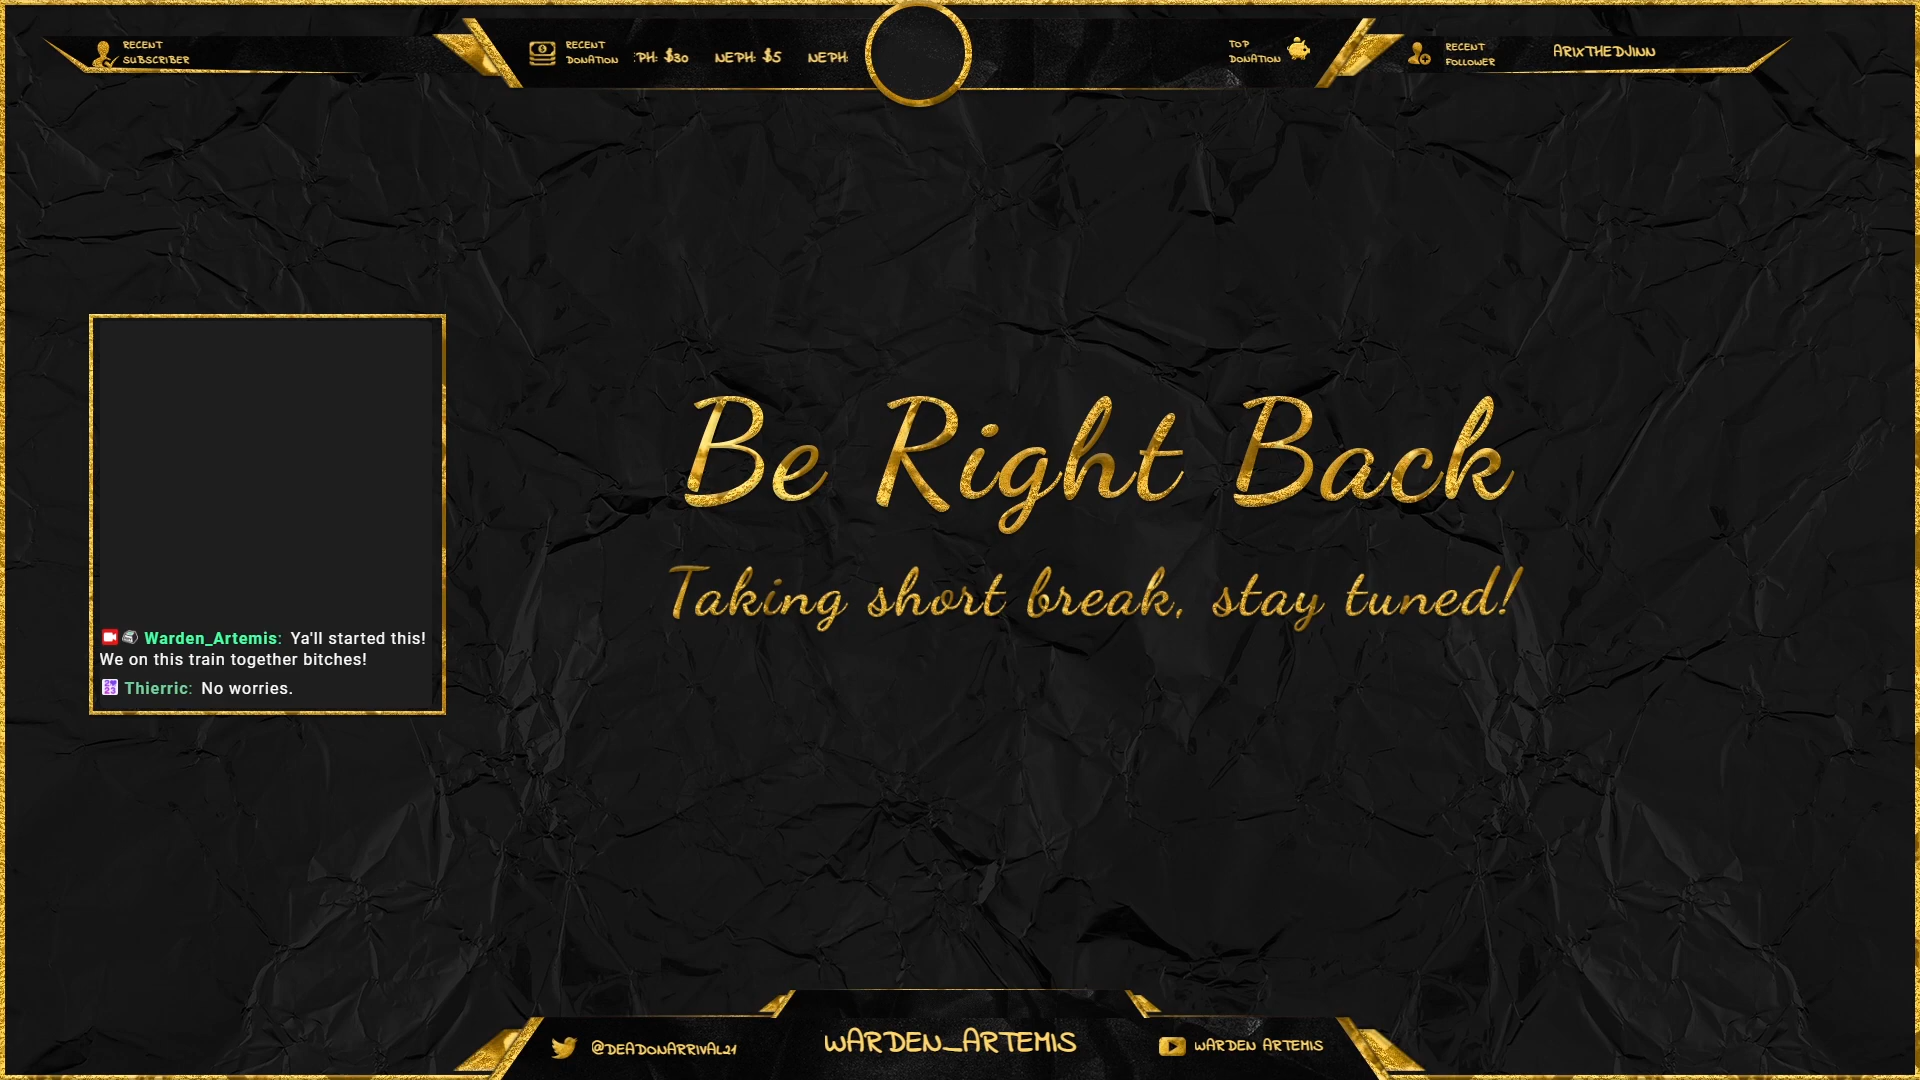 RECENT
SUBSCRIBER
RECENT
DONATION
PH: $30 NEPH: $5 NEPH:
TOP
DONATION
RECENT
FOLLOWER
ARIXTHEDJINN
Be Right Back
Taking short break, stay tuned!
Warden_Artemis: Ya'll started this!
We on this train together bitches!
Thierric: No worries.
@DEADONARRIVAL21
WARDEN_ARTEMIS
WARDEN ARTEMIS